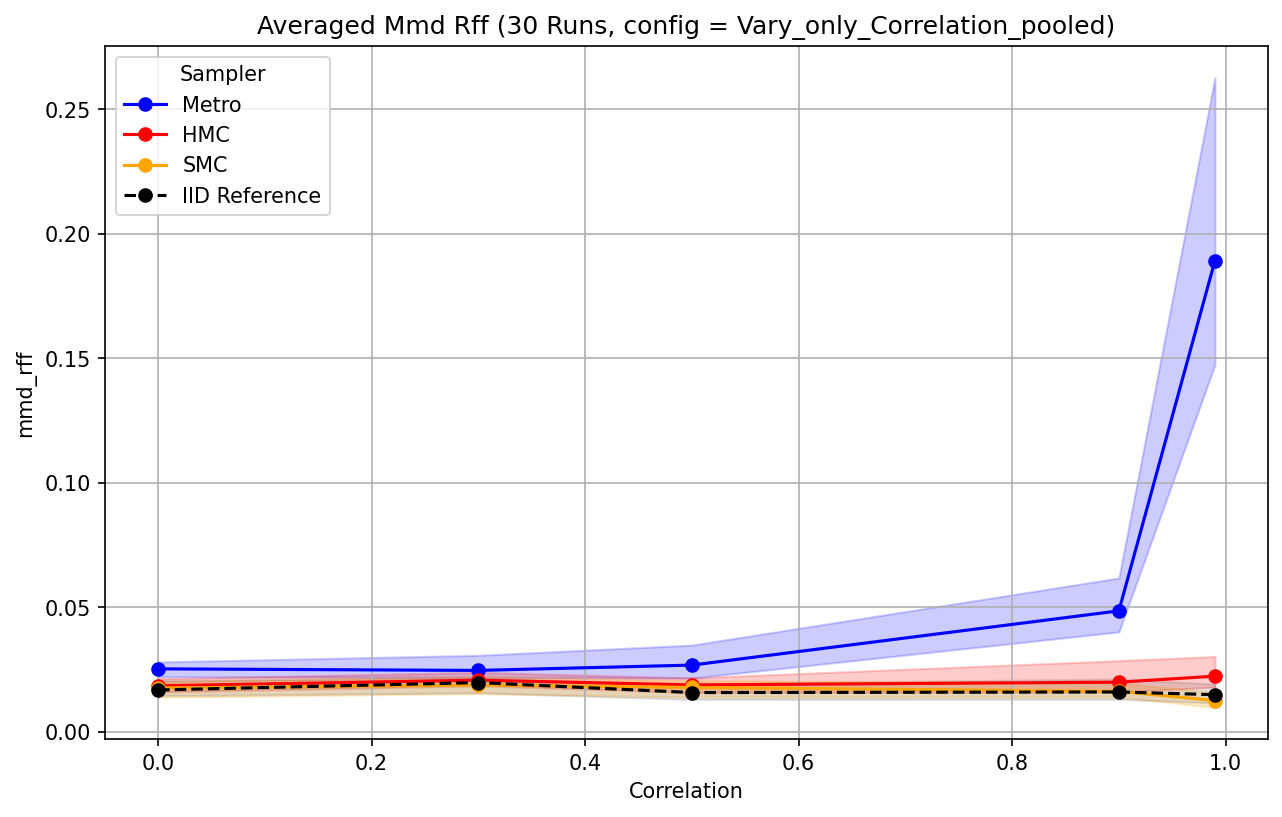 Averaged Mmd Rff (30 Runs, config = Vary_only_Correlation_pooled)
Sampler
Metro
HMC
SMC
IID Reference
mmd_rff
0.25
0.20
0.15
0.10
0.05
0.00
0.0 0.2 0.4 0.6 0.8 1.0
Correlation